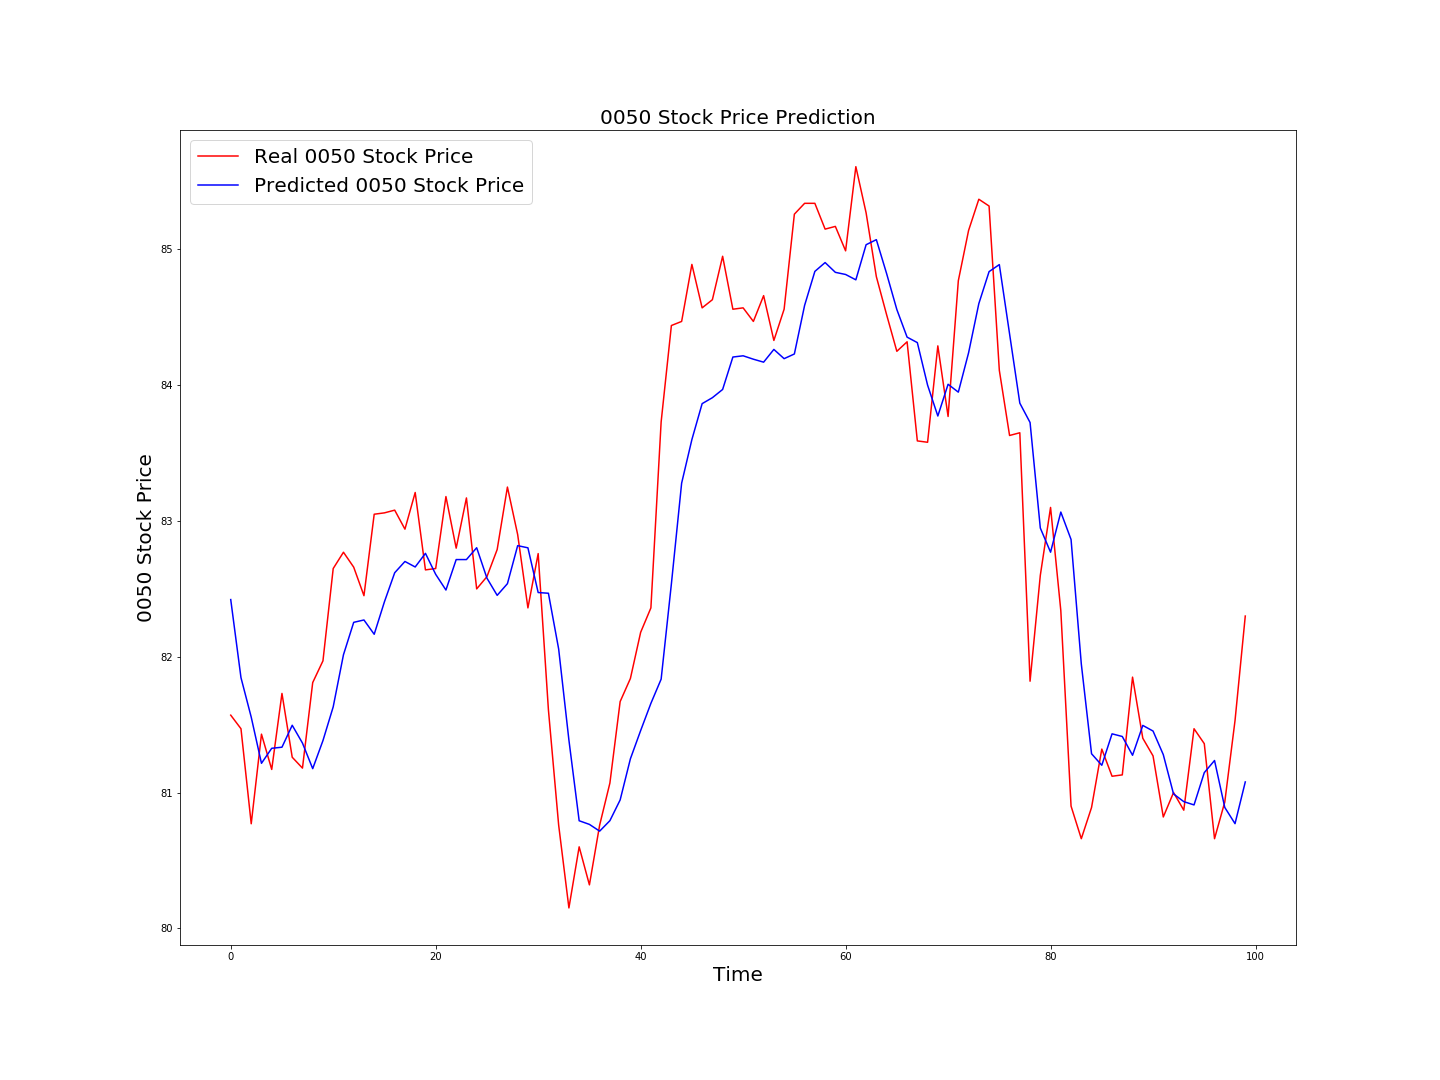 0050 Stock Price Prediction
Real 0050 Stock Price
Predicted 0050 Stock Price
0050 Stock Price
85
84
83
82
81
80
0 20 40 60 80 100
Time